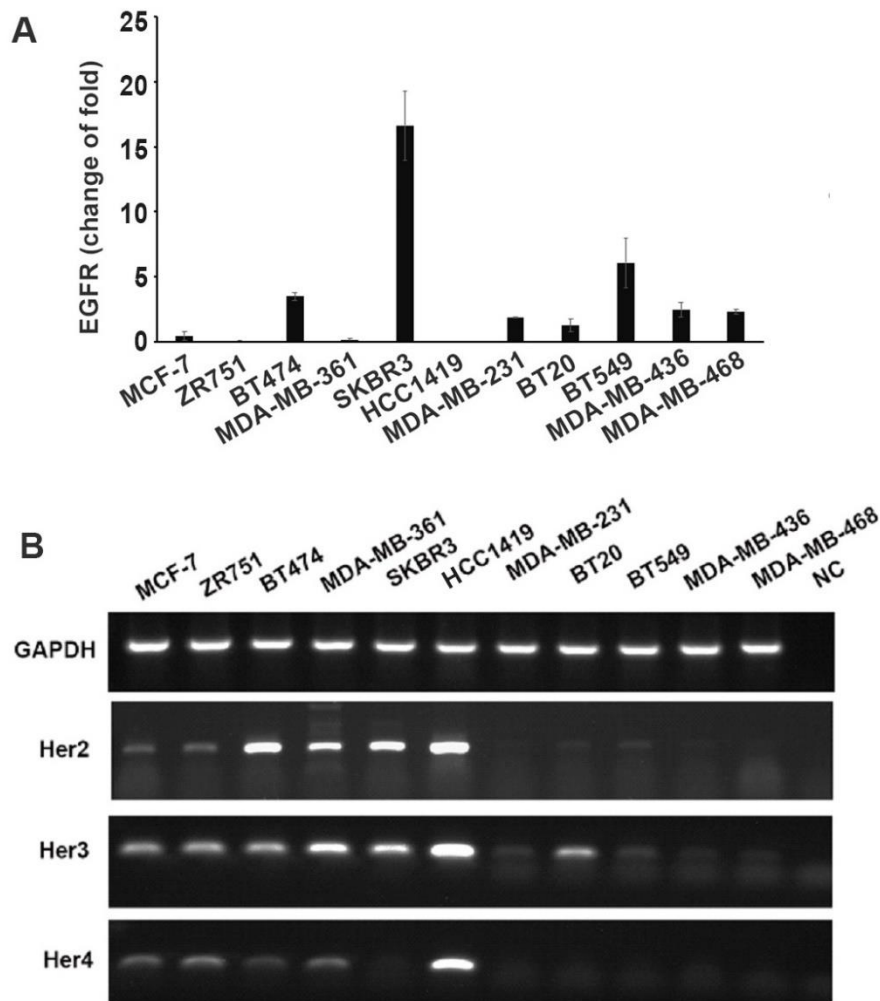 A
EGFR (change of fold)
25
20
15
10
5
0
MCF-7
ZR751
BT474
MDA-MB-361
SKBR3
HCC1419
MDA-MB-231
BT20
BT549
MDA-MB-436
MDA-MB-468
B
MCF-7
ZR751
BT474
MDA-MB-361
SKBR3
HCC1419
MDA-MB-231
BT20
BT549
MDA-MB-436
MDA-MB-468
NC
GAPDH
Her2
Her3
Her4